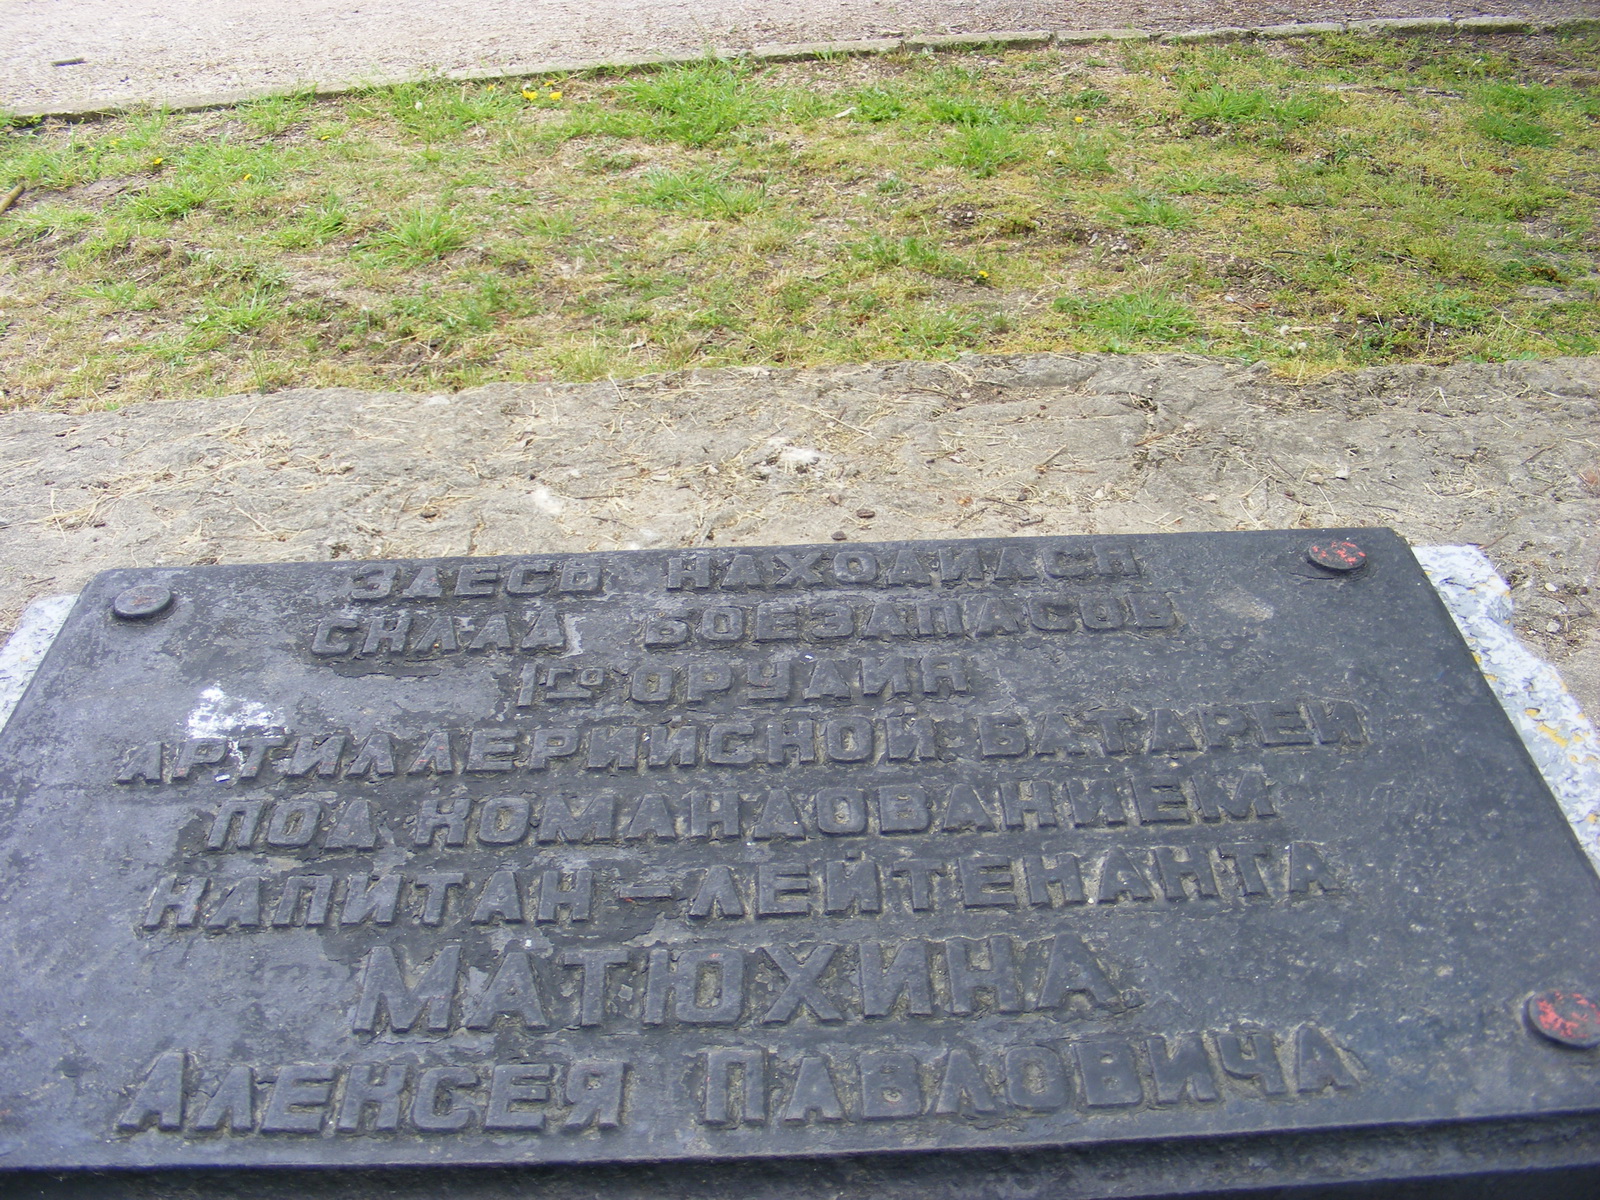 ЗДЕСЬ НАХОДИЛСЯ
СКЛАД БОЕЗАПАСОВ
1го ОРУДИЯ
АРТИЛЛЕРИЙСКОЙ БАТАРЕИ
ПОД КОМАНДОВАНИЕМ
КАПИТАН-ЛЕЙТЕНАНТА
МАТЮХИНА
АЛЕКСЕЯ ПАВЛОВИЧА